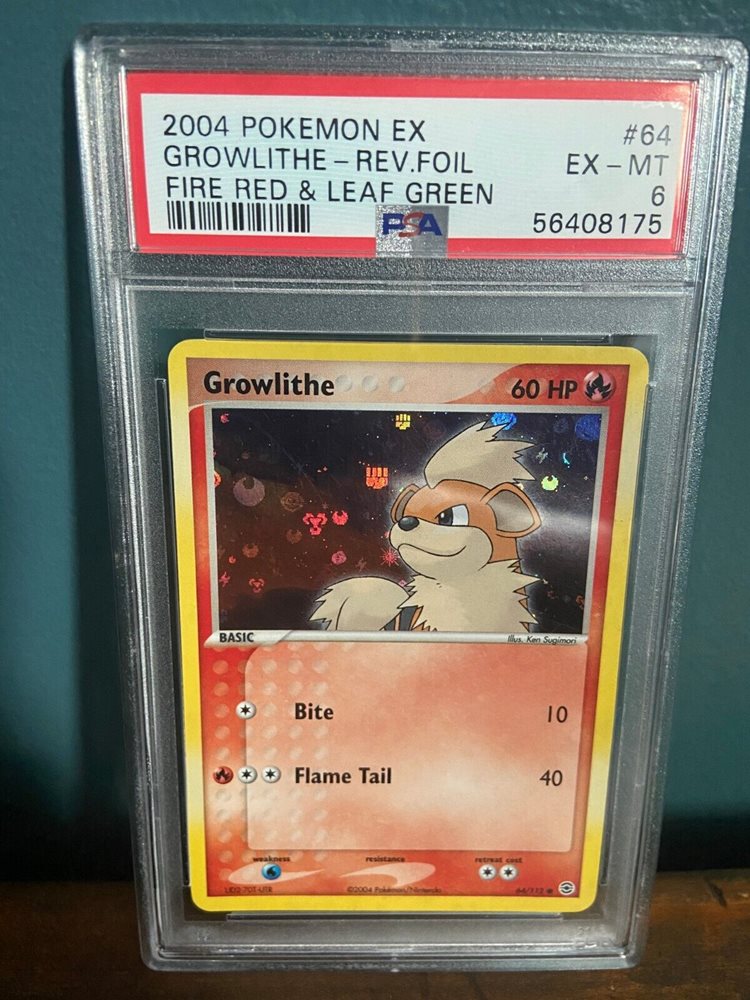 2004 POKEMON EX #64
GROWLITHE - REV.FOIL EX - MT
FIRE RED & LEAF GREEN 6
PSA 56408175
Growlithe 60 HP
BASIC Illus. Ken Sugimori
Bite 10
Flame Tail 40
weakness resistance retreat cost
©2004 Pokémon/Nintendo 64/112